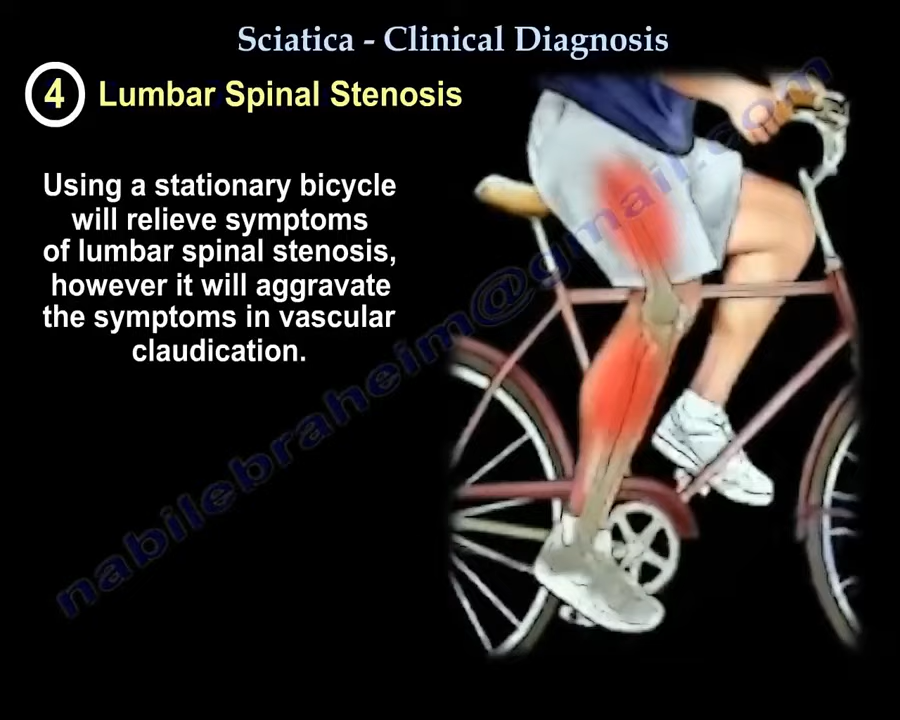 Sciatica - Clinical Diagnosis
4 Lumbar Spinal Stenosis
Using a stationary bicycle
will relieve symptoms
of lumbar spinal stenosis,
however it will aggravate
the symptoms in vascular
claudication.
nabilebraheim@gmail.com